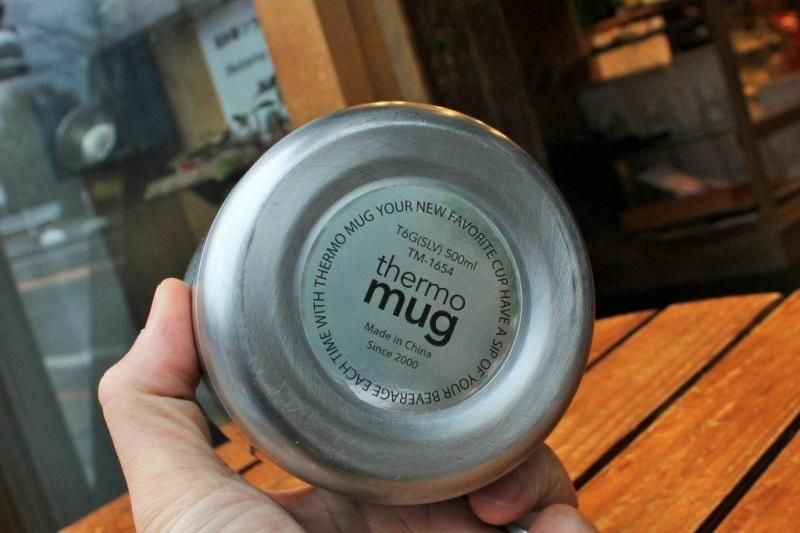 THERMO MUG YOUR NEW FAVORITE CUP HAVE A SIP OF YOUR BEVERAGE EACH TIME WITH
T6G(SLV) 500ml
TM-1654
thermo
mug
Made in China
Since 2000